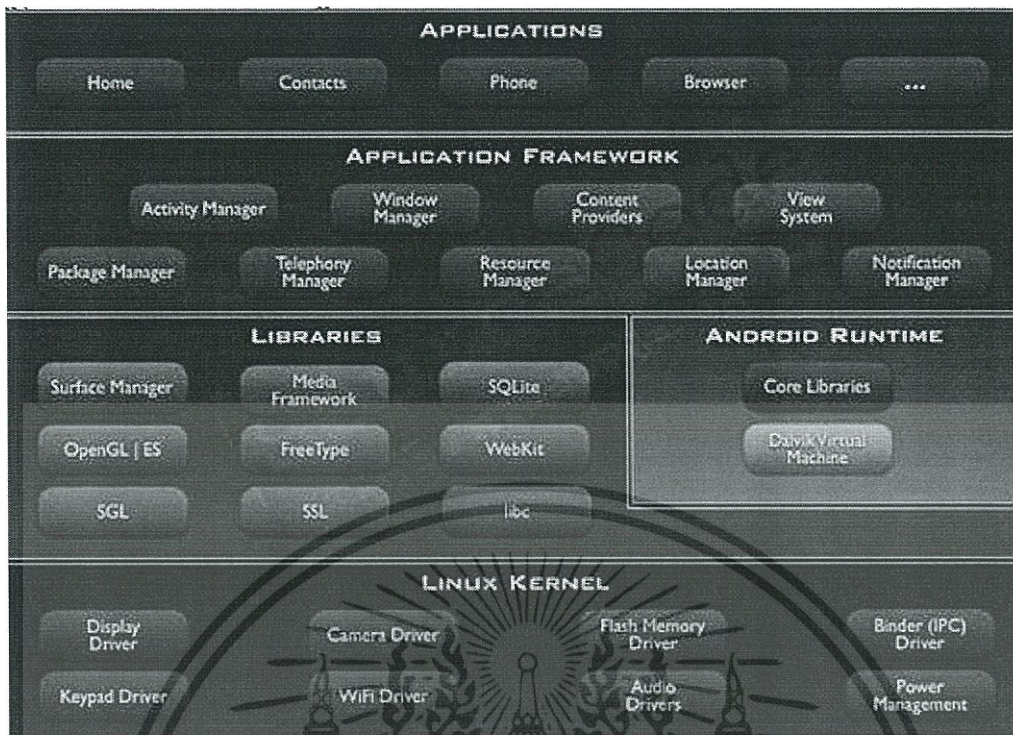 APPLICATIONS
Home
Contacts
Phone
Browser
...
APPLICATION FRAMEWORK
Activity Manager
Window
Manager
Content
Providers
View
System
Package Manager
Telephony
Manager
Resource
Manager
Location
Manager
Notification
Manager
LIBRARIES
Surface Manager
Media
Framework
SQLite
OpenGL | ES
FreeType
WebKit
SGL
SSL
libc
ANDROID RUNTIME
Core Libraries
Dalvik Virtual
Machine
LINUX KERNEL
Display
Driver
Camera Driver
Flash Memory
Driver
Binder (IPC)
Driver
Keypad Driver
WiFi Driver
Audio
Drivers
Power
Management